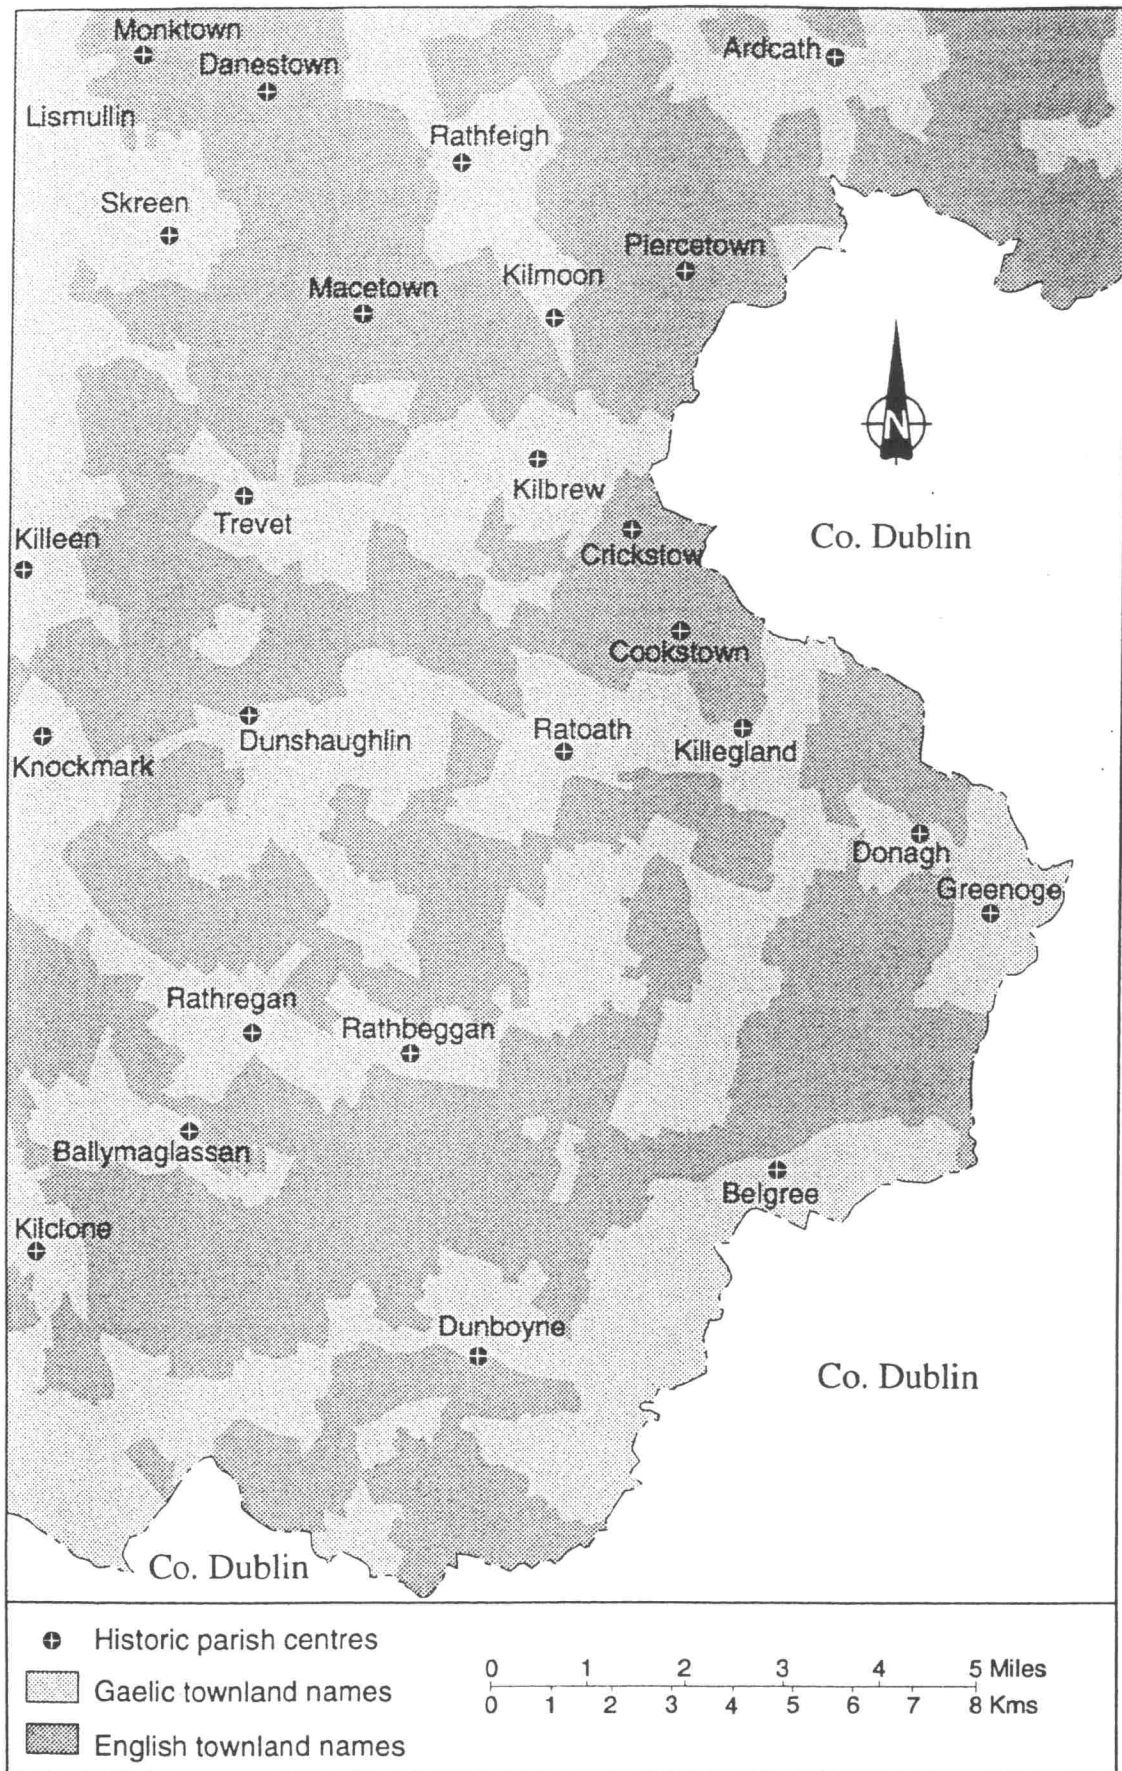 Monktown
Ardcath
Danestown
Lismullin
Rathfeigh
Skreen
Piercetown
Kilmoon
Macetown
N
Kilbrew
Trevet
Killeen
Co. Dublin
Crickstow
Cookstown
Ratoath
Dunshaughlin
Killegland
Knockmark
Donagh
Greenoge
Rathregan
Rathbeggan
Ballymaglassan
Belgree
Kilclone
Dunboyne
Co. Dublin
Co. Dublin
Historic parish centres
0 1 2 3 4 5 Miles
Gaelic townland names
0 1 2 3 4 5 6 7 8 Kms
English townland names